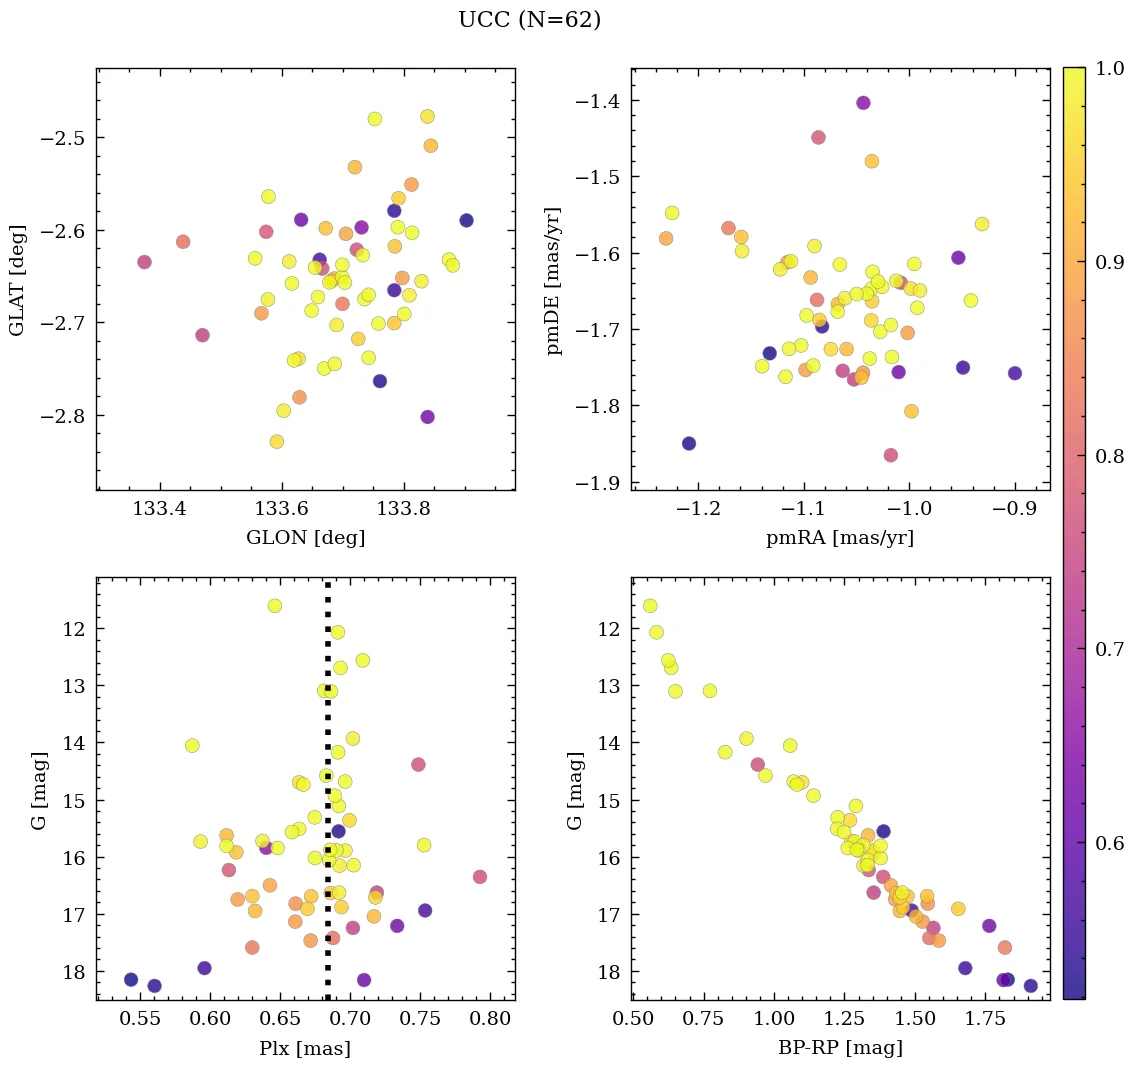 UCC (N=62)
−2.5
−2.6
−2.7
−2.8
GLAT [deg]
133.4 133.6 133.8
GLON [deg]
−1.4
−1.5
−1.6
−1.7
−1.8
−1.9
pmDE [mas/yr]
−1.2 −1.1 −1.0 −0.9
pmRA [mas/yr]
12
13
14
15
16
17
18
G [mag]
0.55 0.60 0.65 0.70 0.75 0.80
Plx [mas]
12
13
14
15
16
17
18
G [mag]
0.50 0.75 1.00 1.25 1.50 1.75
BP-RP [mag]
1.0
0.9
0.8
0.7
0.6